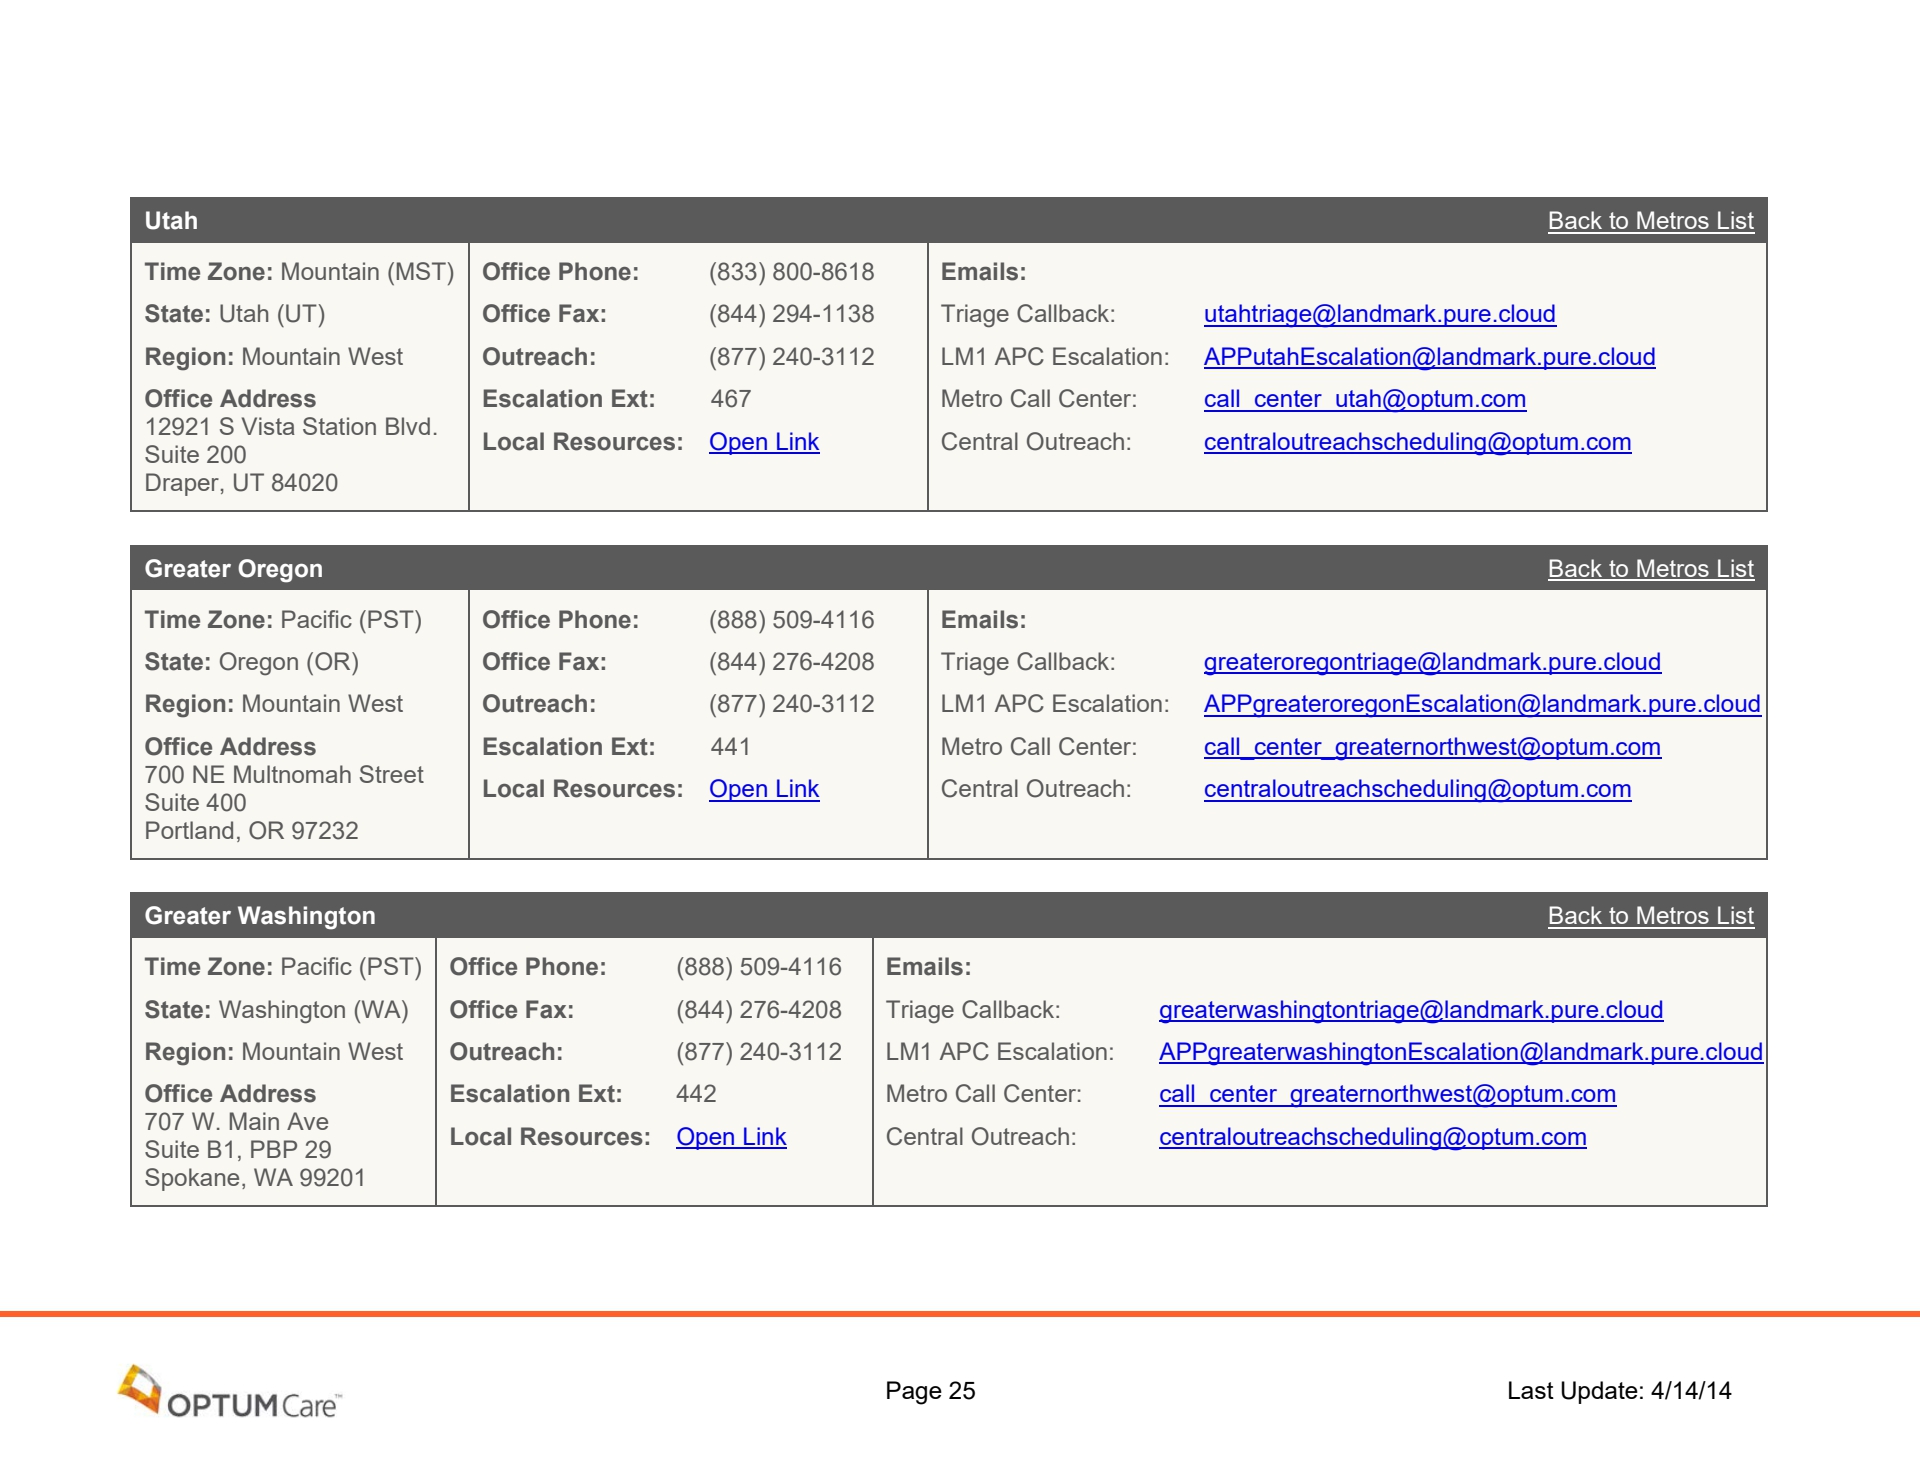 Utah Back to Metros List
Time Zone: Mountain (MST) Office Phone: (833) 800-8618 Emails:
State: Utah (UT) Office Fax: (844) 294-1138 Triage Callback: utahtriage@landmark.pure.cloud
Region: Mountain West Outreach: (877) 240-3112 LM1 APC Escalation: APPutahEscalation@landmark.pure.cloud
Office Address Escalation Ext: 467 Metro Call Center: call_center_utah@optum.com
12921 S Vista Station Blvd.
Suite 200 Local Resources: Open Link Central Outreach: centraloutreachscheduling@optum.com
Draper, UT 84020
Greater Oregon Back to Metros List
Time Zone: Pacific (PST) Office Phone: (888) 509-4116 Emails:
State: Oregon (OR) Office Fax: (844) 276-4208 Triage Callback: greateroregontriage@landmark.pure.cloud
Region: Mountain West Outreach: (877) 240-3112 LM1 APC Escalation: APPgreateroregonEscalation@landmark.pure.cloud
Office Address Escalation Ext: 441 Metro Call Center: call_center_greaternorthwest@optum.com
700 NE Multnomah Street
Suite 400 Local Resources: Open Link Central Outreach: centraloutreachscheduling@optum.com
Portland, OR 97232
Greater Washington Back to Metros List
Time Zone: Pacific (PST) Office Phone: (888) 509-4116 Emails:
State: Washington (WA) Office Fax: (844) 276-4208 Triage Callback: greaterwashingtontriage@landmark.pure.cloud
Region: Mountain West Outreach: (877) 240-3112 LM1 APC Escalation: APPgreaterwashingtonEscalation@landmark.pure.cloud
Office Address Escalation Ext: 442 Metro Call Center: call_center_greaternorthwest@optum.com
707 W. Main Ave
Suite B1, PBP 29 Local Resources: Open Link Central Outreach: centraloutreachscheduling@optum.com
Spokane, WA 99201
OPTUMCare™ Page 25 Last Update: 4/14/14